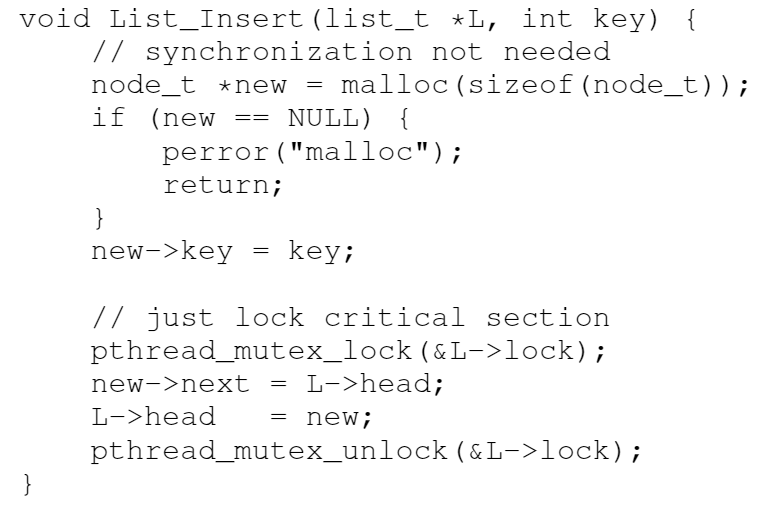 void List_Insert(list_t *L, int key) {
    // synchronization not needed
    node_t *new = malloc(sizeof(node_t));
    if (new == NULL) {
        perror("malloc");
        return;
    }
    new->key = key;

    // just lock critical section
    pthread_mutex_lock(&L->lock);
    new->next = L->head;
    L->head   = new;
    pthread_mutex_unlock(&L->lock);
}